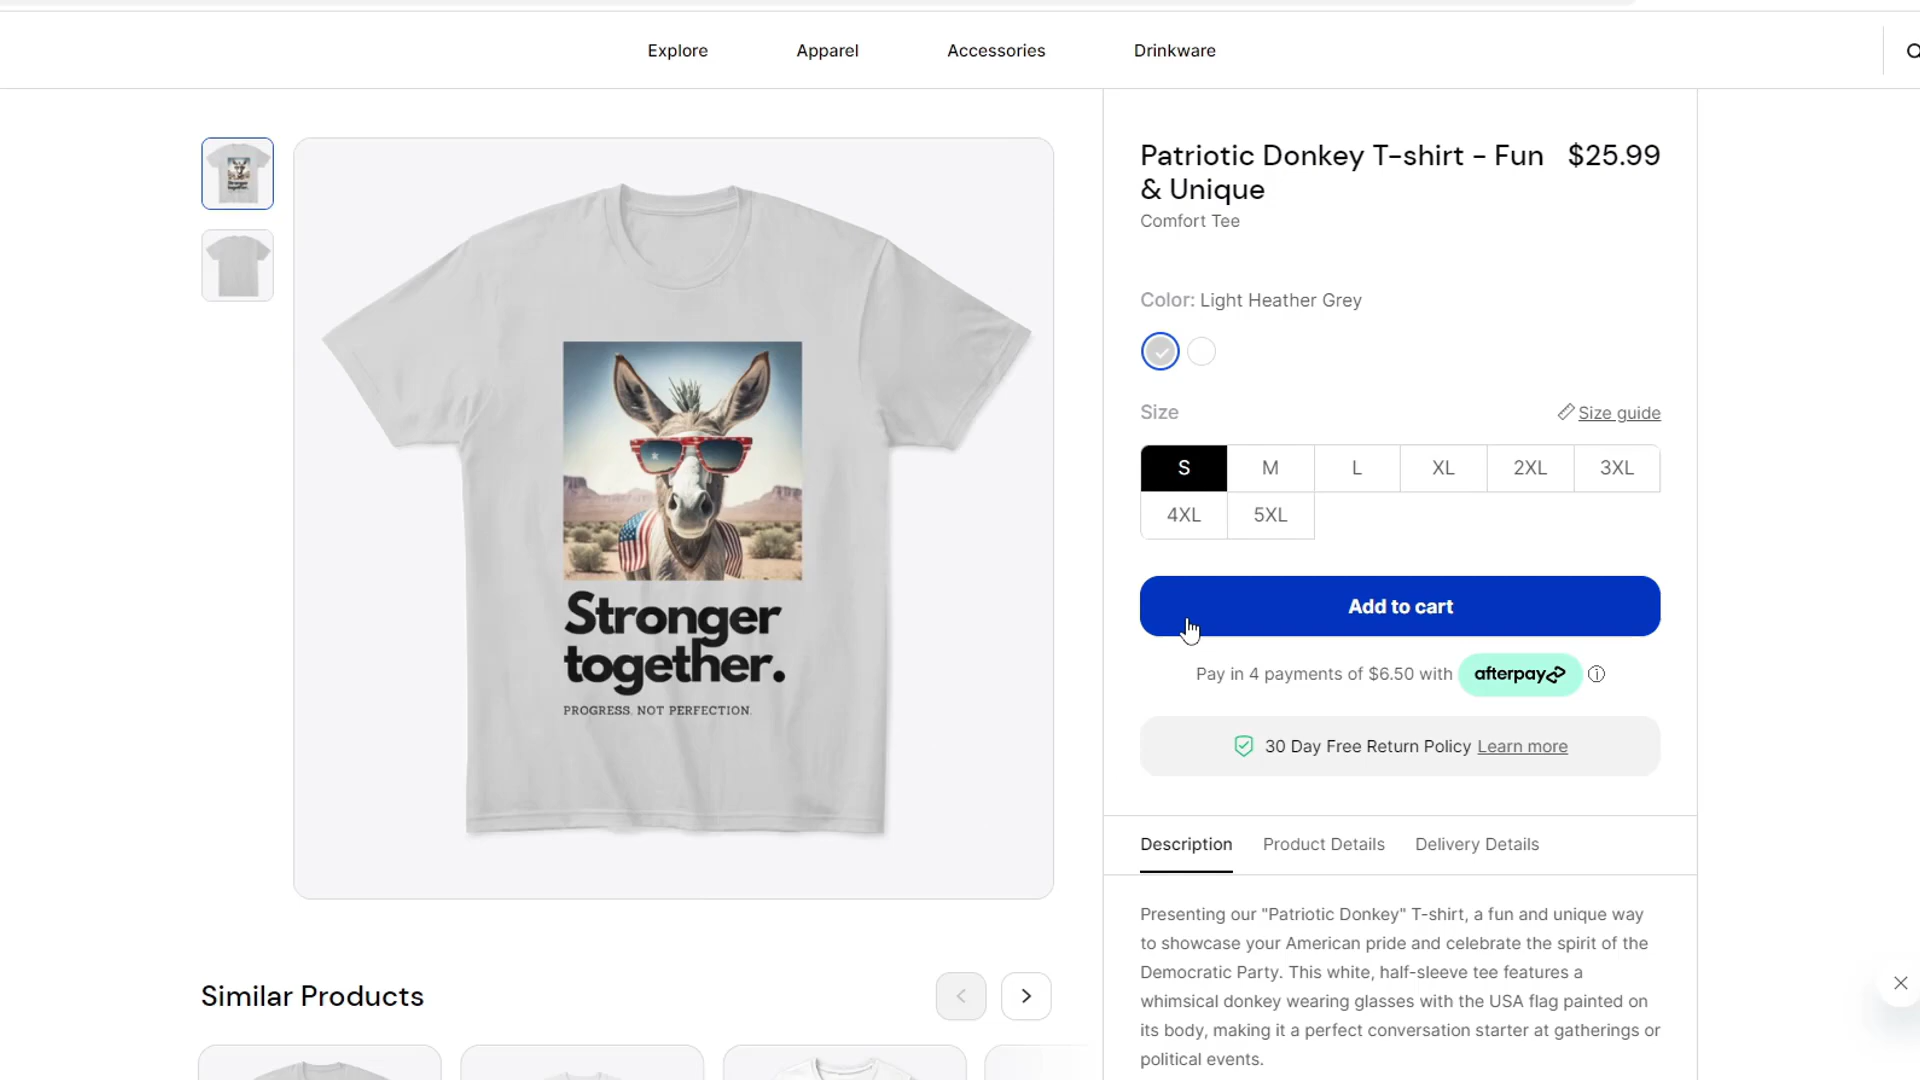 Explore
Apparel
Accessories
Drinkware
Patriotic Donkey T-shirt - Fun
& Unique
$25.99
Comfort Tee
Color: Light Heather Grey
Size
Size guide
S
M
L
XL
2XL
3XL
4XL
5XL
Add to cart
Pay in 4 payments of $6.50 with afterpay
30 Day Free Return Policy Learn more
Description
Product Details
Delivery Details
Presenting our "Patriotic Donkey" T-shirt, a fun and unique way
to showcase your American pride and celebrate the spirit of the
Democratic Party. This white, half-sleeve tee features a
whimsical donkey wearing glasses with the USA flag painted on
its body, making it a perfect conversation starter at gatherings or
political events.
Stronger
together.
PROGRESS. NOT PERFECTION.
Similar Products